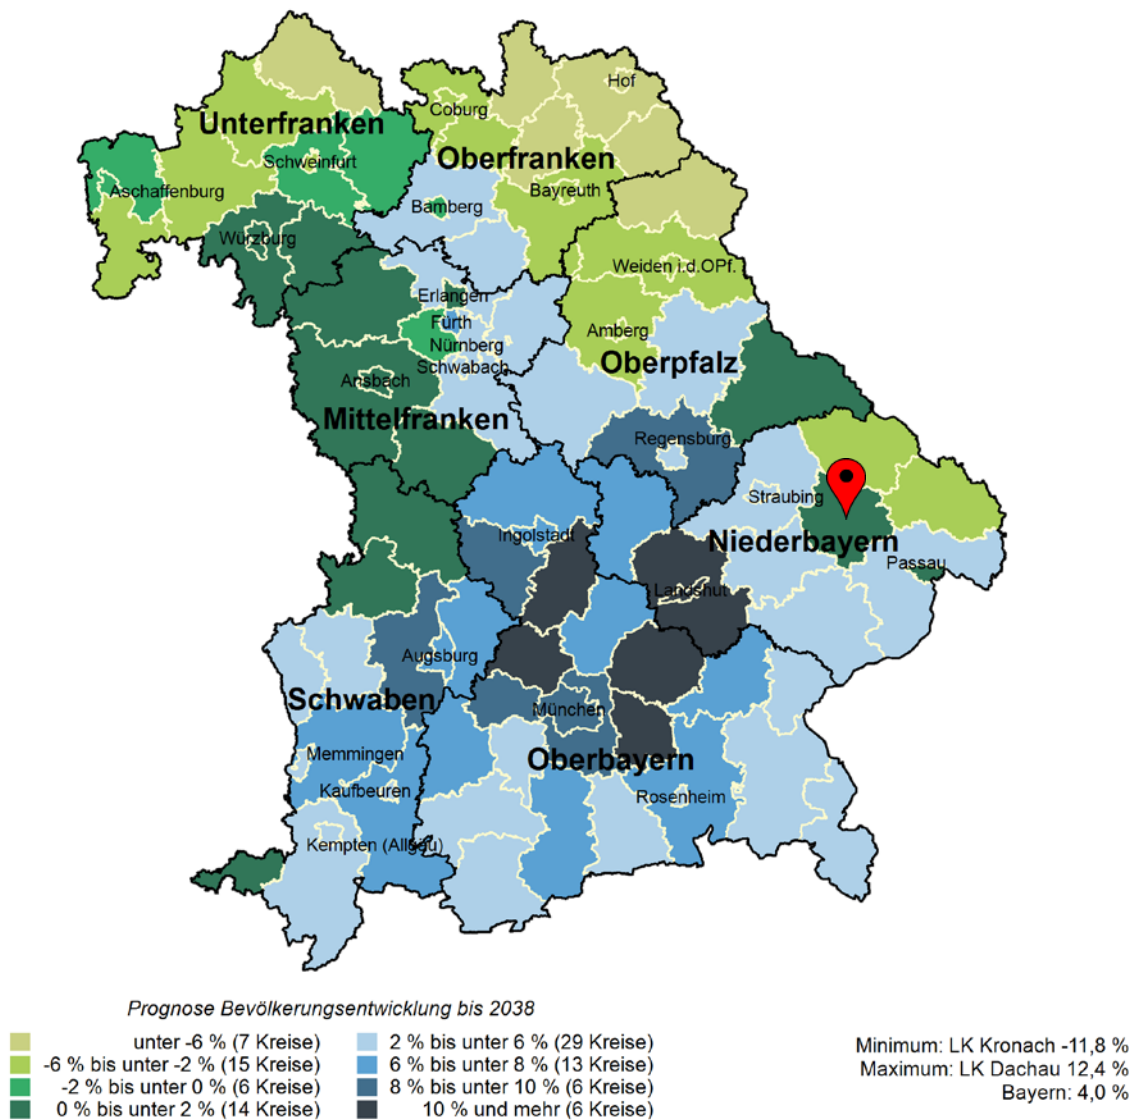 Hof
Coburg
Unterfranken
Oberfranken
Schweinfurt
Aschaffenburg
Bayreuth
Bamberg
Würzburg
Weiden i.d.OPf.
Erlangen
Fürth
Amberg
Nürnberg
Oberpfalz
Schwabach
Ansbach
Mittelfranken
Regensburg
Straubing
Ingolstadt
Niederbayern
Passau
Landshut
Augsburg
Schwaben
München
Memmingen
Oberbayern
Kaufbeuren
Rosenheim
Kempten (Allgäu)
Prognose Bevölkerungsentwicklung bis 2038
unter -6 % (7 Kreise)
-6 % bis unter -2 % (15 Kreise)
-2 % bis unter 0 % (6 Kreise)
0 % bis unter 2 % (14 Kreise)
2 % bis unter 6 % (29 Kreise)
6 % bis unter 8 % (13 Kreise)
8 % bis unter 10 % (6 Kreise)
10 % und mehr (6 Kreise)
Minimum: LK Kronach -11,8 %
Maximum: LK Dachau 12,4 %
Bayern: 4,0 %